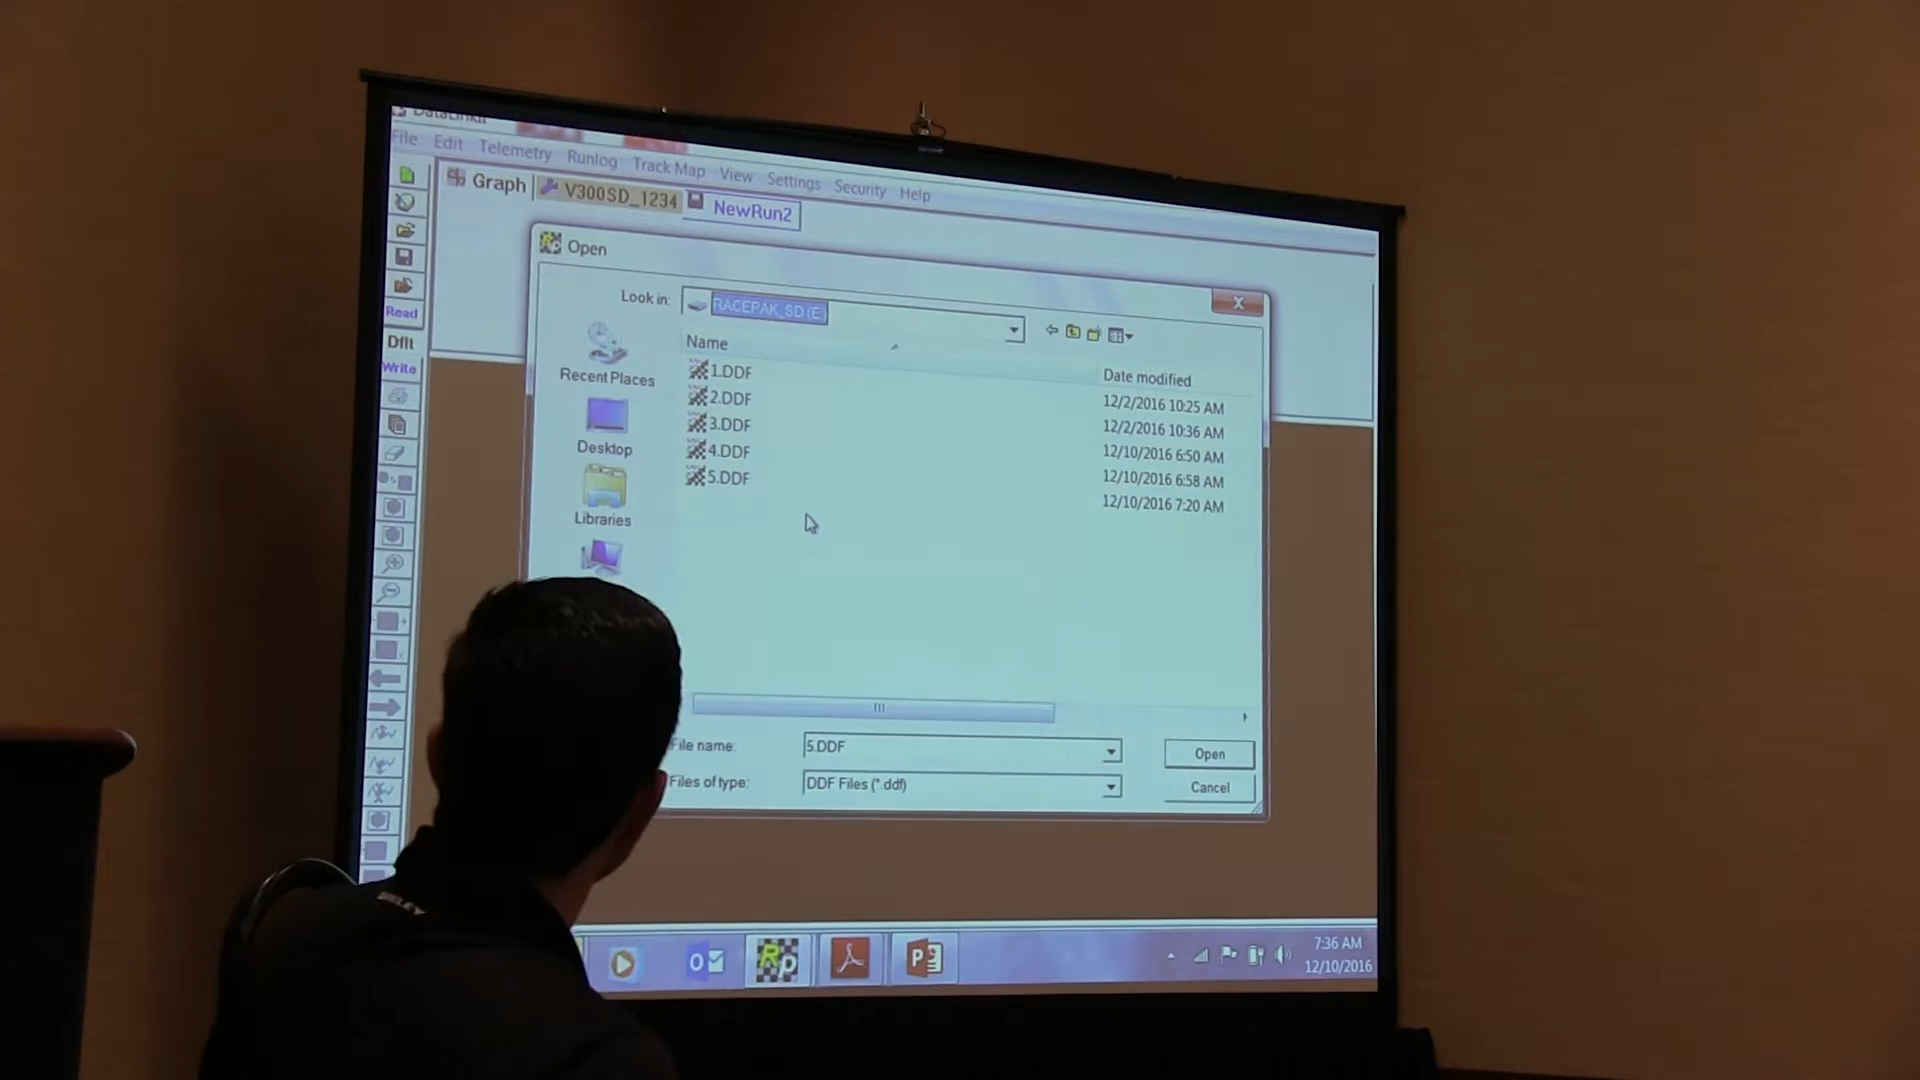 DataLinkII
File Edit Telemetry Runlog Track Map View Settings Security Help
Graph V300SD_1234 NewRun2
Open
Look in: RACEPAK_SD (E:)
Read
Dflt
Write
Name Date modified
1.DDF 12/2/2016 10:25 AM
2.DDF 12/2/2016 10:36 AM
3.DDF 12/10/2016 6:50 AM
4.DDF 12/10/2016 6:58 AM
5.DDF 12/10/2016 7:20 AM
Recent Places
Desktop
Libraries
File name: 5.DDF Open
Files of type: DDF Files (*.ddf) Cancel
7:36 AM
12/10/2016